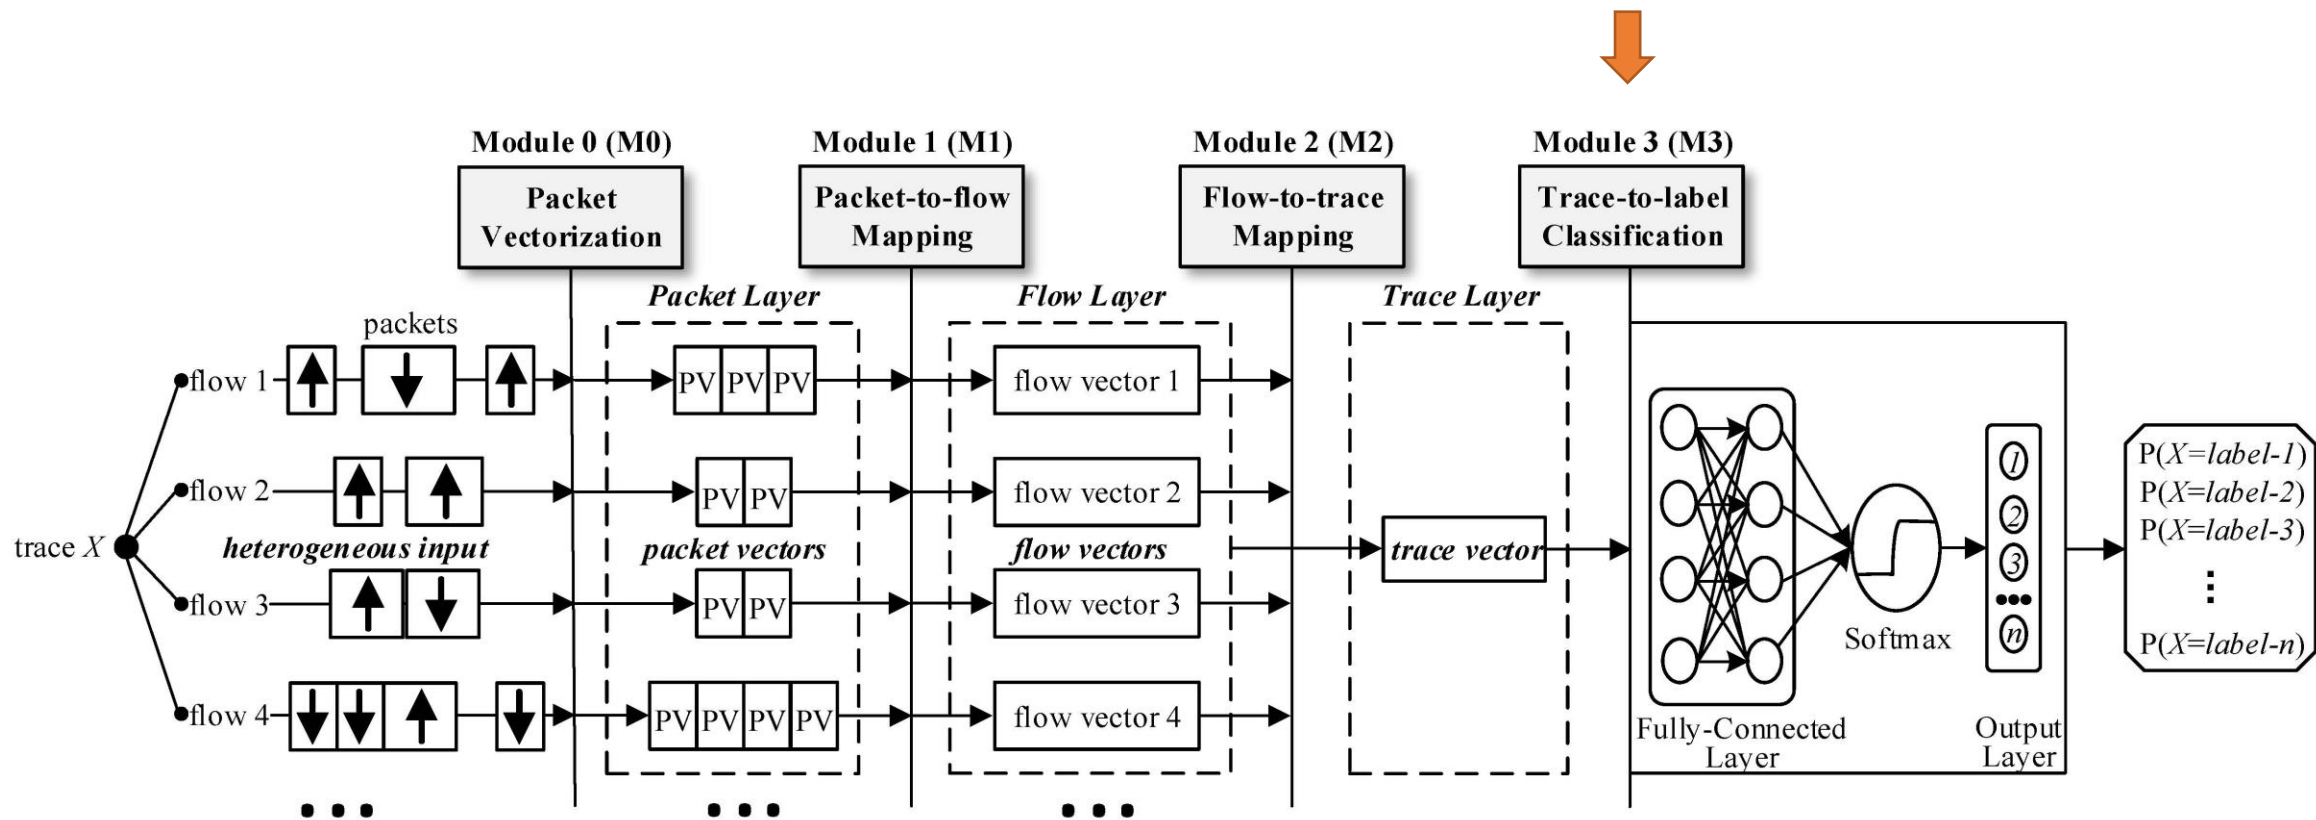 Module 0 (M0)
Packet
Vectorization
Module 1 (M1)
Packet-to-flow
Mapping
Module 2 (M2)
Flow-to-trace
Mapping
Module 3 (M3)
Trace-to-label
Classification
Packet Layer
Flow Layer
Trace Layer
packets
flow 1
PV PV PV
flow vector 1
flow 2
PV PV
flow vector 2
trace X
heterogeneous input
packet vectors
flow vectors
trace vector
flow 3
PV PV
flow vector 3
flow 4
PV PV PV PV
flow vector 4
Fully-Connected
Layer
Softmax
1
2
3
•••
n
Output
Layer
P(X=label-1)
P(X=label-2)
P(X=label-3)
⋮
P(X=label-n)
• • •
• • •
• • •